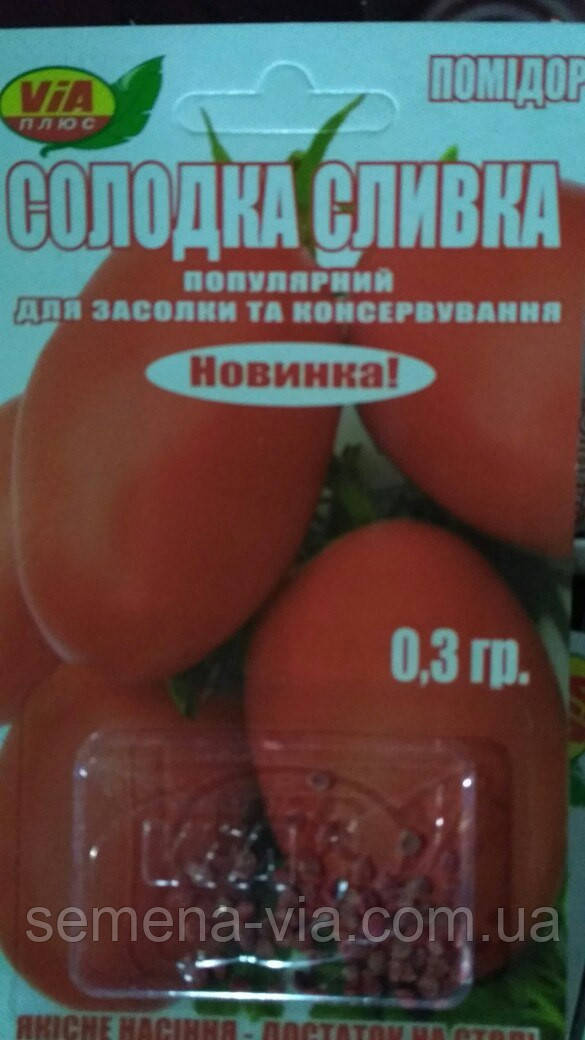 ViA
ПЛЮС
ПОМІДОР
СОЛОДКА СЛИВКА
ПОПУЛЯРНИЙ
ДЛЯ ЗАСОЛКИ ТА КОНСЕРВУВАННЯ
Новинка!
0,3 гр.
semena-via.com.ua
ЯКІСНЕ НАСІННЯ - ДОСТАТОК НА СТОЛІ